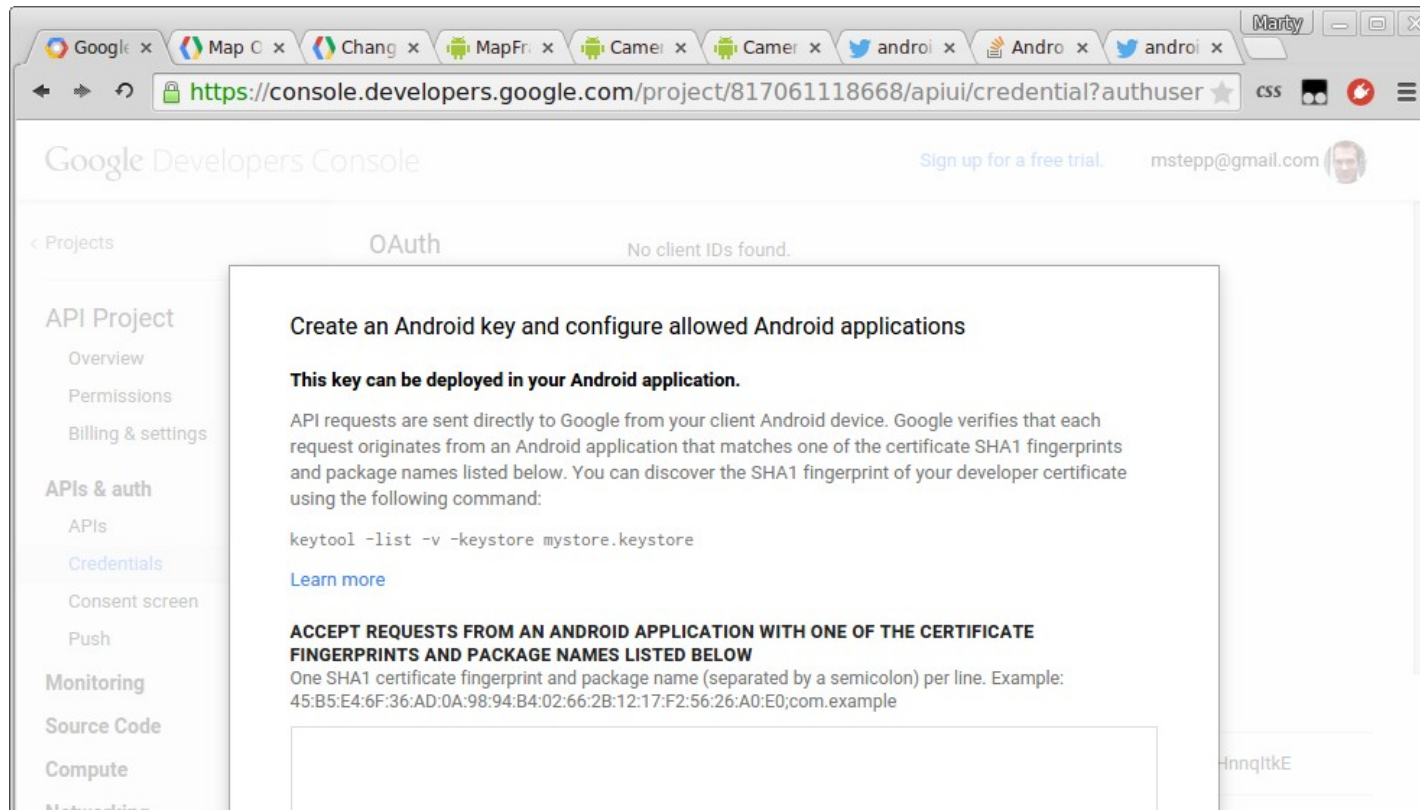 Marty
Google
Map O
Chang
MapFr
Camer
Camer
androi
Andro
androi
https://console.developers.google.com/project/817061118668/apiui/credential?authuser
css
Google Developers Console
Sign up for a free trial.
mstepp@gmail.com
< Projects
OAuth
No client IDs found.
API Project
Overview
Permissions
Billing & settings
APIs & auth
APIs
Credentials
Consent screen
Push
Monitoring
Source Code
Compute
Networking
Create an Android key and configure allowed Android applications
This key can be deployed in your Android application.
API requests are sent directly to Google from your client Android device. Google verifies that each
request originates from an Android application that matches one of the certificate SHA1 fingerprints
and package names listed below. You can discover the SHA1 fingerprint of your developer certificate
using the following command:
keytool -list -v -keystore mystore.keystore
Learn more
ACCEPT REQUESTS FROM AN ANDROID APPLICATION WITH ONE OF THE CERTIFICATE
FINGERPRINTS AND PACKAGE NAMES LISTED BELOW
One SHA1 certificate fingerprint and package name (separated by a semicolon) per line. Example:
45:B5:E4:6F:36:AD:0A:98:94:B4:02:66:2B:12:17:F2:56:26:A0:E0;com.example
HnnqItkE